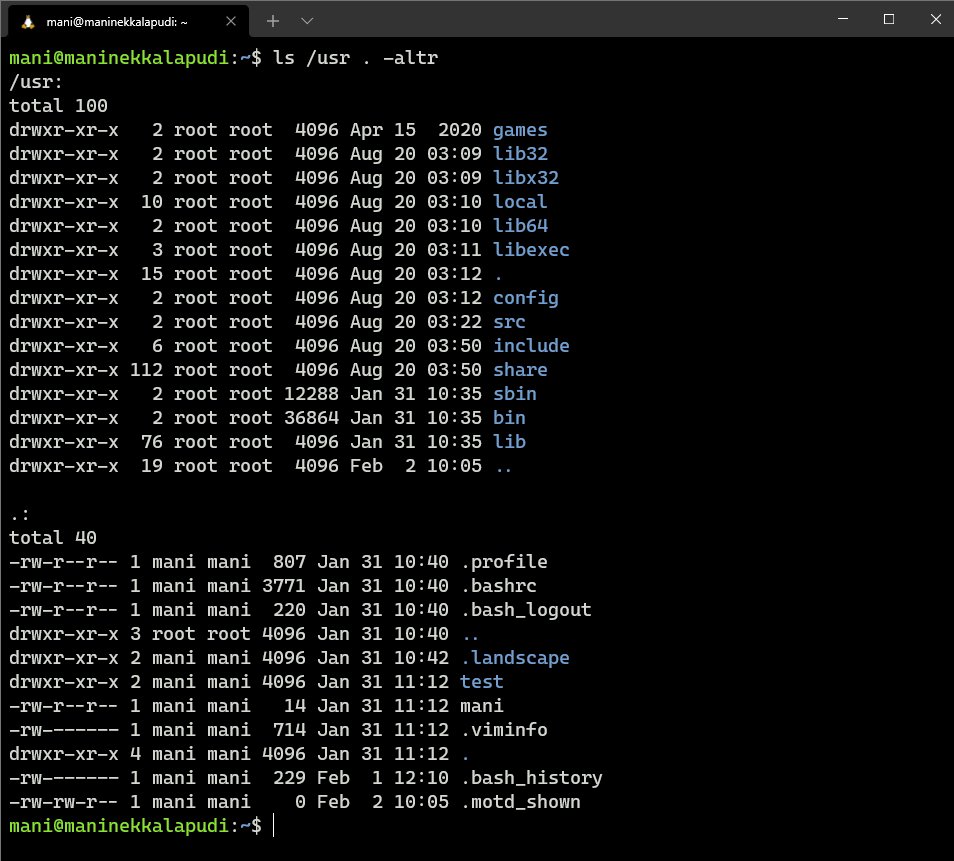 mani@maninekkalapudi: ~
mani@maninekkalapudi:~$ ls /usr . -altr
/usr:
total 100
drwxr-xr-x   2 root root  4096 Apr 15  2020 games
drwxr-xr-x   2 root root  4096 Aug 20 03:09 lib32
drwxr-xr-x   2 root root  4096 Aug 20 03:09 libx32
drwxr-xr-x  10 root root  4096 Aug 20 03:10 local
drwxr-xr-x   2 root root  4096 Aug 20 03:10 lib64
drwxr-xr-x   3 root root  4096 Aug 20 03:11 libexec
drwxr-xr-x  15 root root  4096 Aug 20 03:12 .
drwxr-xr-x   2 root root  4096 Aug 20 03:12 config
drwxr-xr-x   2 root root  4096 Aug 20 03:22 src
drwxr-xr-x   6 root root  4096 Aug 20 03:50 include
drwxr-xr-x 112 root root  4096 Aug 20 03:50 share
drwxr-xr-x   2 root root 12288 Jan 31 10:35 sbin
drwxr-xr-x   2 root root 36864 Jan 31 10:35 bin
drwxr-xr-x  76 root root  4096 Jan 31 10:35 lib
drwxr-xr-x  19 root root  4096 Feb  2 10:05 ..

.:
total 40
-rw-r--r-- 1 mani mani  807 Jan 31 10:40 .profile
-rw-r--r-- 1 mani mani 3771 Jan 31 10:40 .bashrc
-rw-r--r-- 1 mani mani  220 Jan 31 10:40 .bash_logout
drwxr-xr-x 3 root root 4096 Jan 31 10:40 ..
drwxr-xr-x 2 mani mani 4096 Jan 31 10:42 .landscape
drwxr-xr-x 2 mani mani 4096 Jan 31 11:12 test
-rw-r--r-- 1 mani mani   14 Jan 31 11:12 mani
-rw------- 1 mani mani  714 Jan 31 11:12 .viminfo
drwxr-xr-x 4 mani mani 4096 Jan 31 11:12 .
-rw------- 1 mani mani  229 Feb  1 12:10 .bash_history
-rw-rw-r-- 1 mani mani    0 Feb  2 10:05 .motd_shown
mani@maninekkalapudi:~$